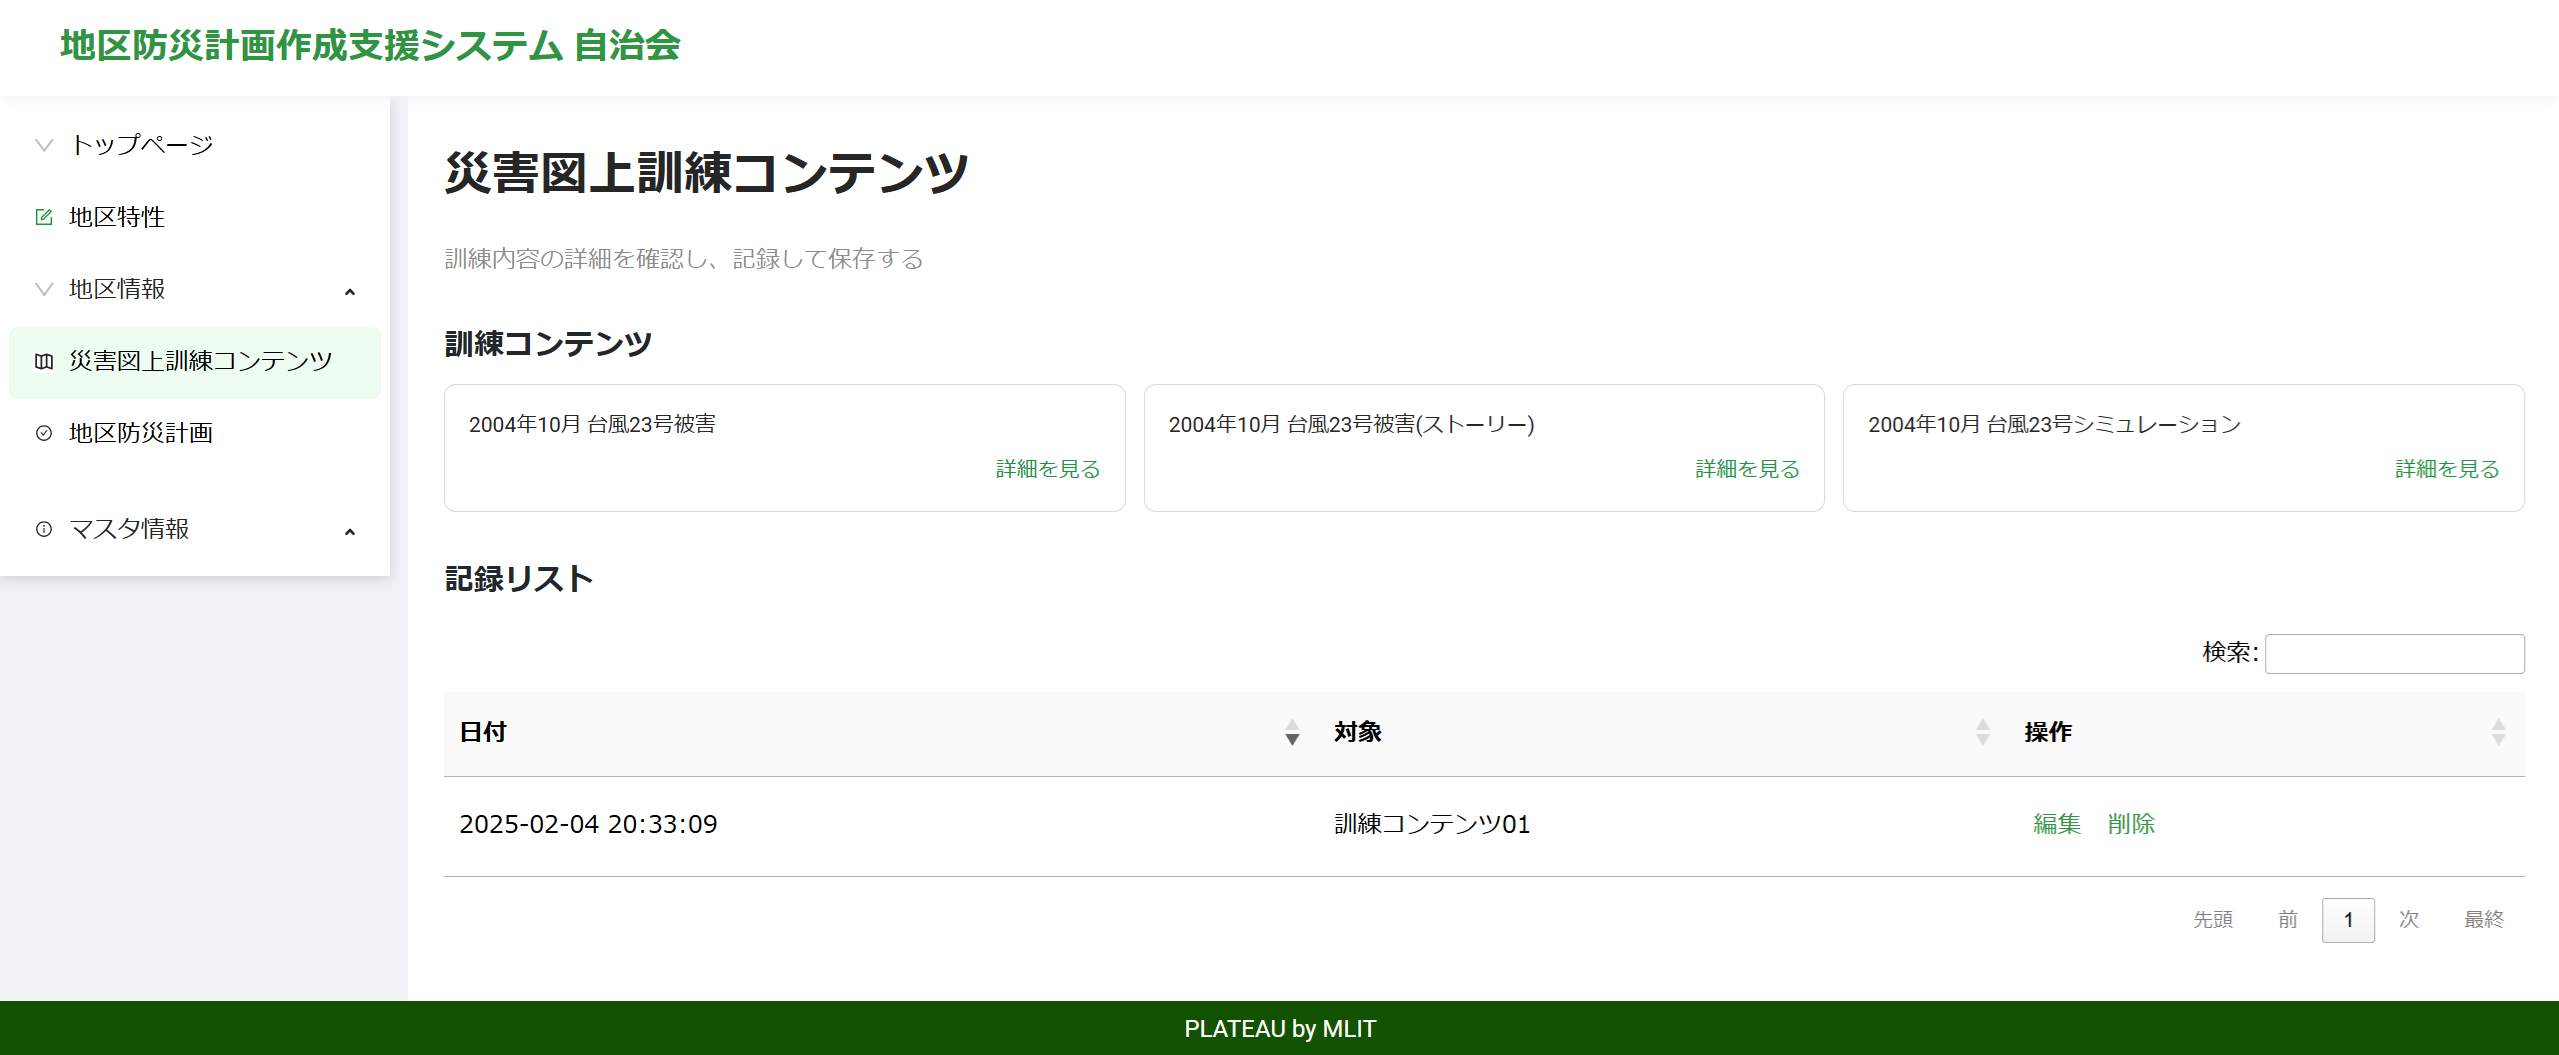 地区防災計画作成支援システム 自治会
トップページ
地区特性
地区情報
災害図上訓練コンテンツ
地区防災計画
マスタ情報
災害図上訓練コンテンツ
訓練内容の詳細を確認し、記録して保存する
訓練コンテンツ
2004年10月 台風23号被害
詳細を見る
2004年10月 台風23号被害(ストーリー)
詳細を見る
2004年10月 台風23号シミュレーション
詳細を見る
記録リスト
検索:
日付 対象 操作
2025-02-04 20:33:09 訓練コンテンツ01 編集 削除
先頭 前 1 次 最終
PLATEAU by MLIT